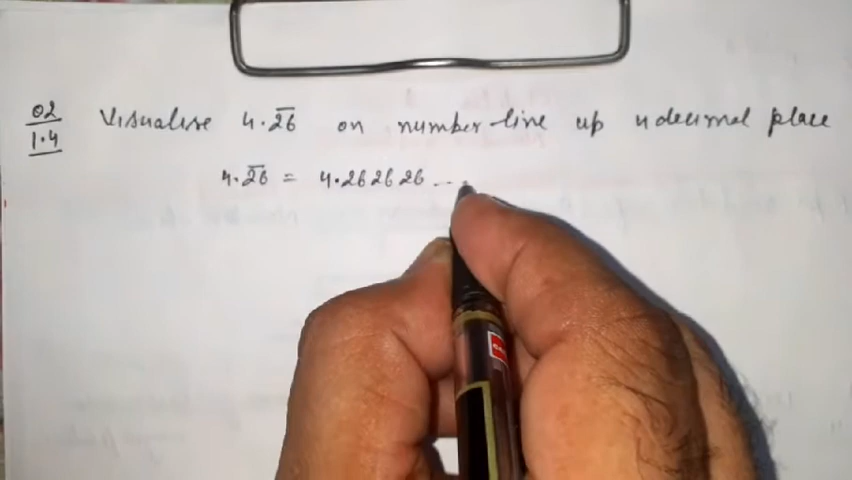 Q2 Visualise 4.2̅6̅ on number line up 4 decimal place
1.4
4.2̅6̅ = 4.262626...